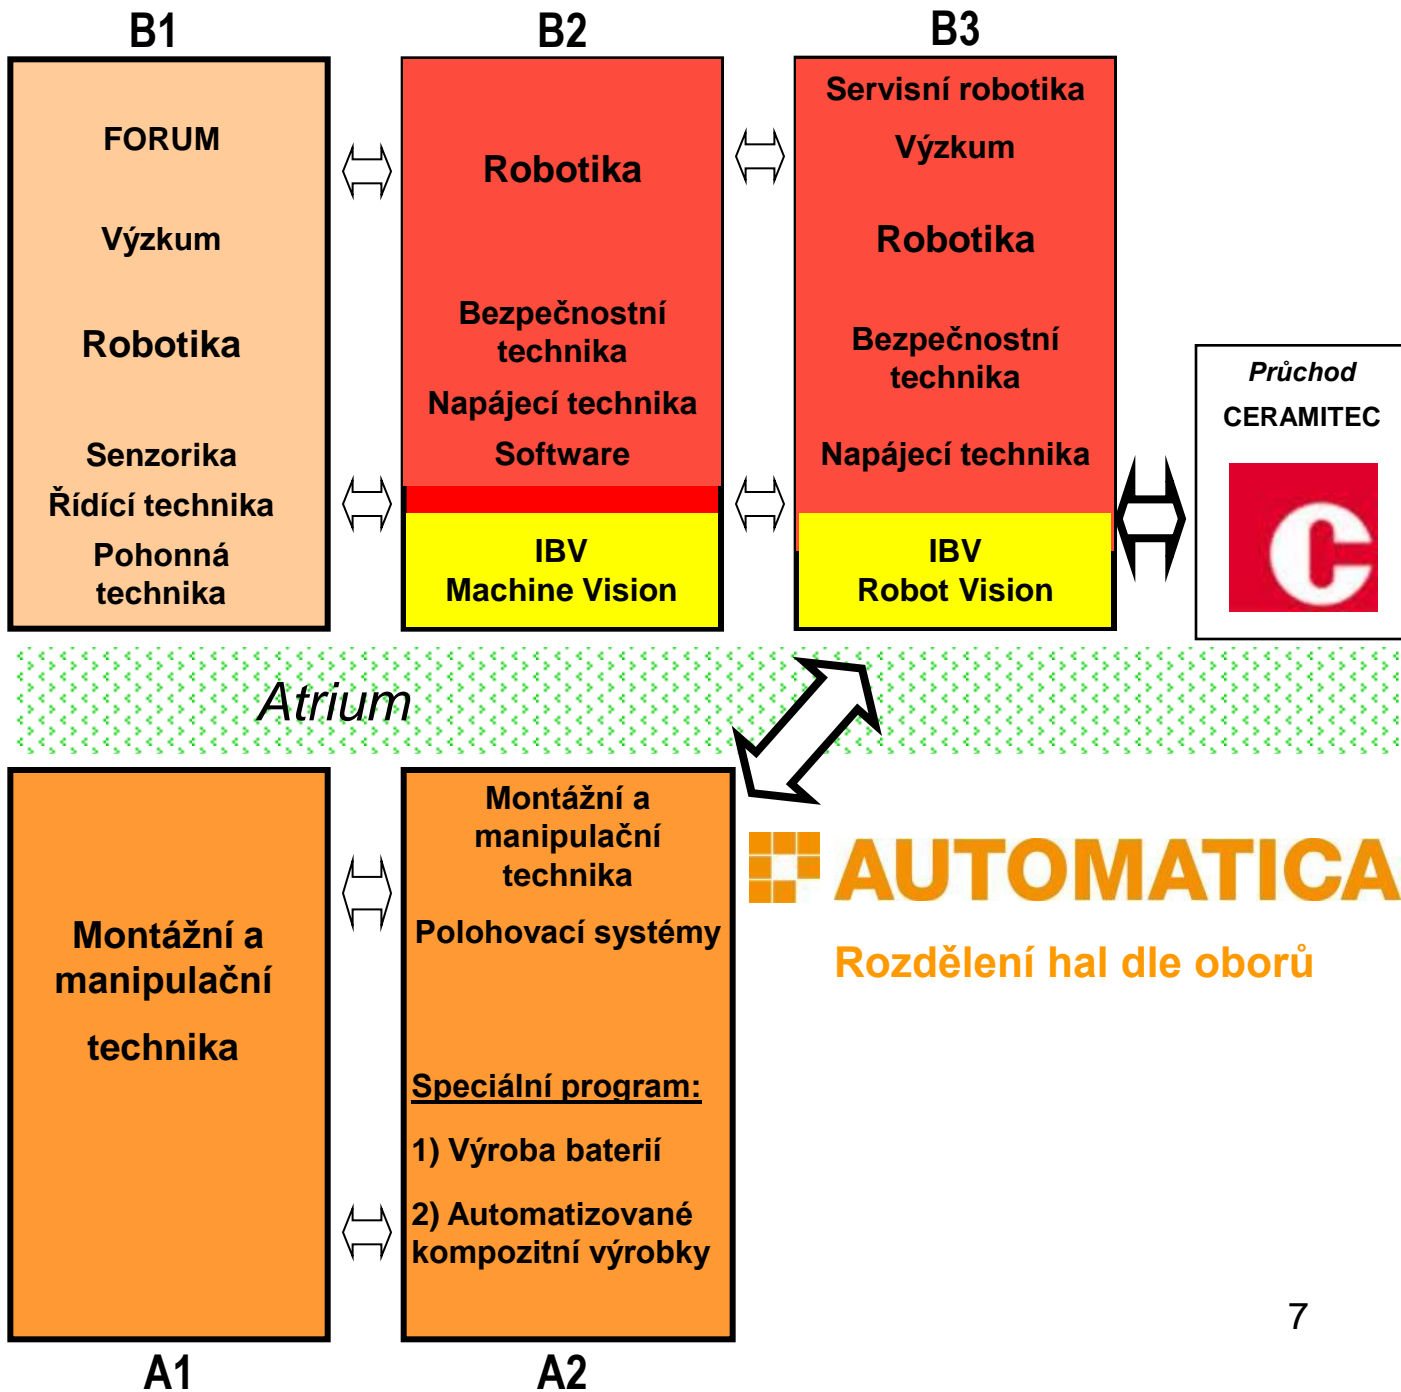 B1
FORUM
Výzkum
Robotika
Senzorika
Řídící technika
Pohonná
technika
B2
Robotika
Bezpečnostní
technika
Napájecí technika
Software
IBV
Machine Vision
B3
Servisní robotika
Výzkum
Robotika
Bezpečnostní
technika
Napájecí technika
IBV
Robot Vision
Průchod
CERAMITEC
C
Atrium
Montážní a
manipulační
technika
A1
Montážní a
manipulační
technika
Polohovací systémy
Speciální program:
1) Výroba baterií
2) Automatizované
kompozitní výrobky
A2
AUTOMATICA
Rozdělení hal dle oborů
7